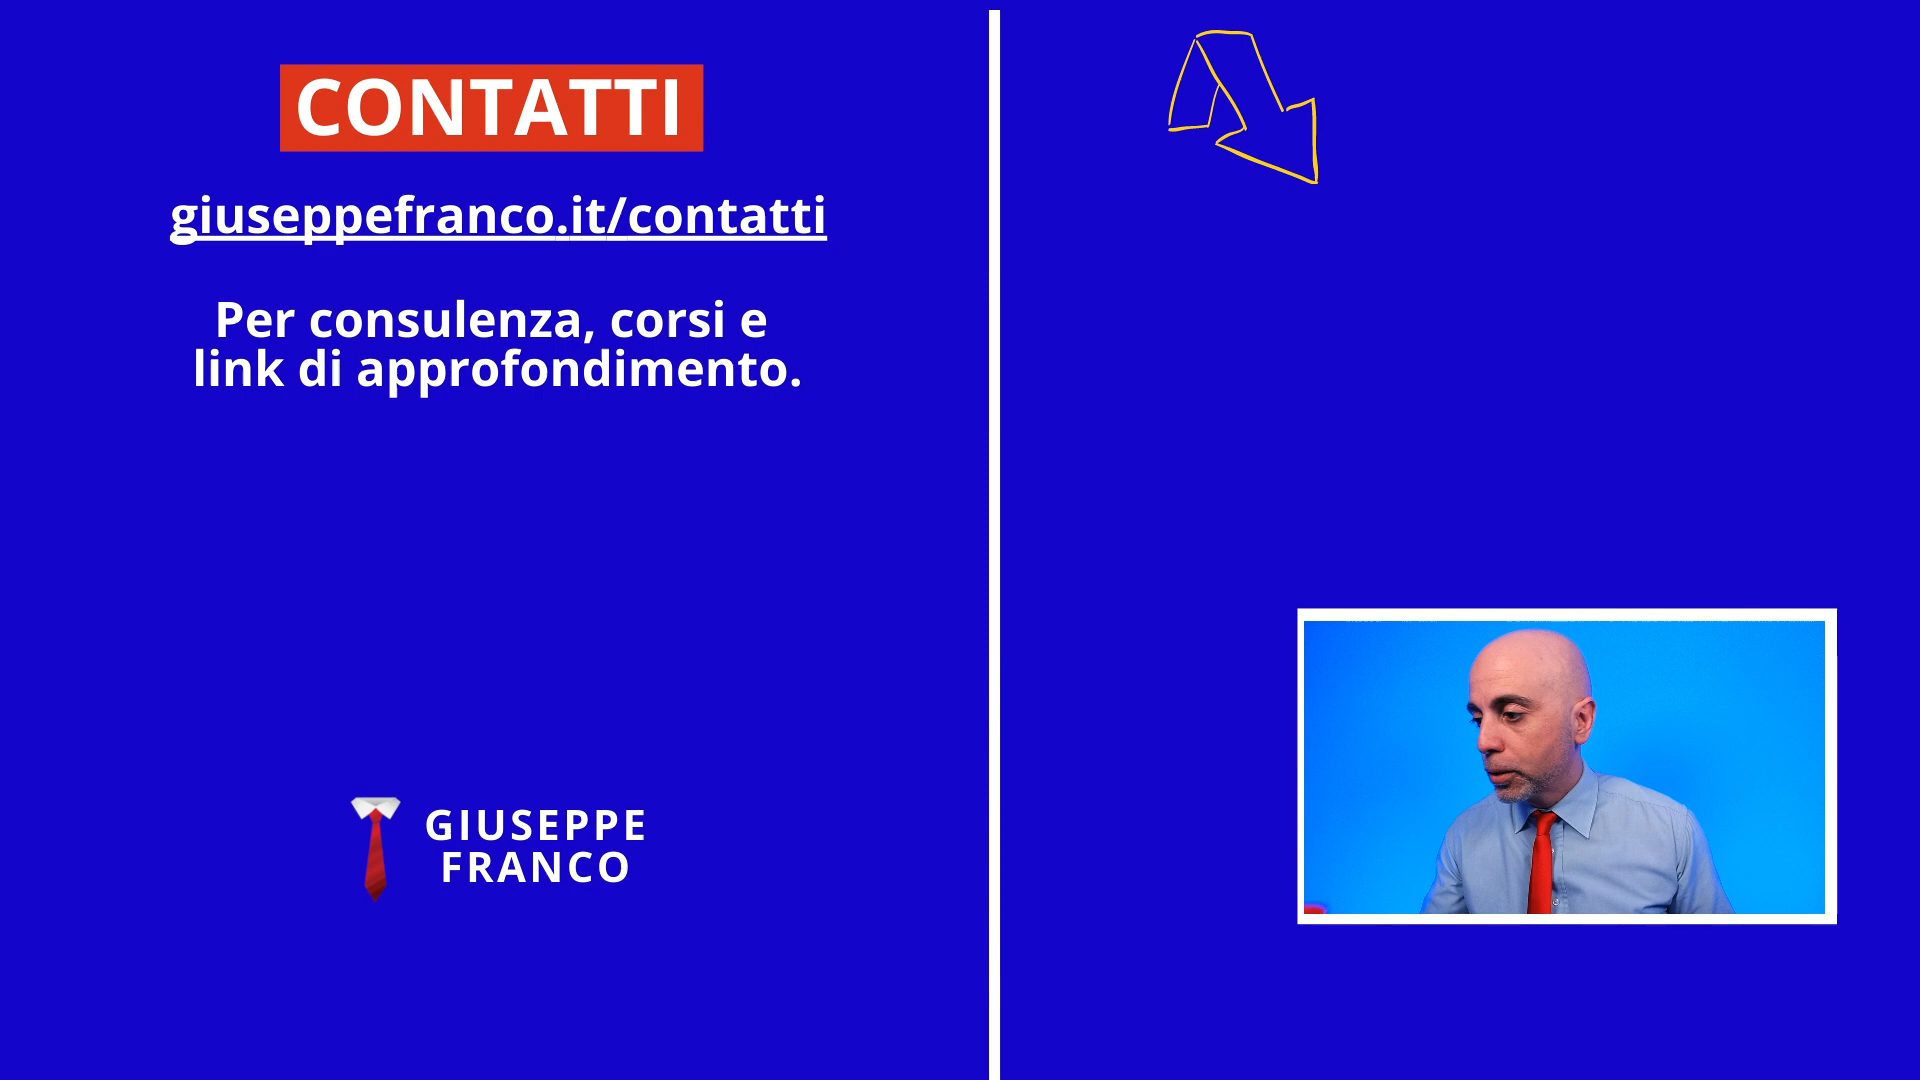 CONTATTI
giuseppefranco.it/contatti
Per consulenza, corsi e
link di approfondimento.
GIUSEPPE
FRANCO